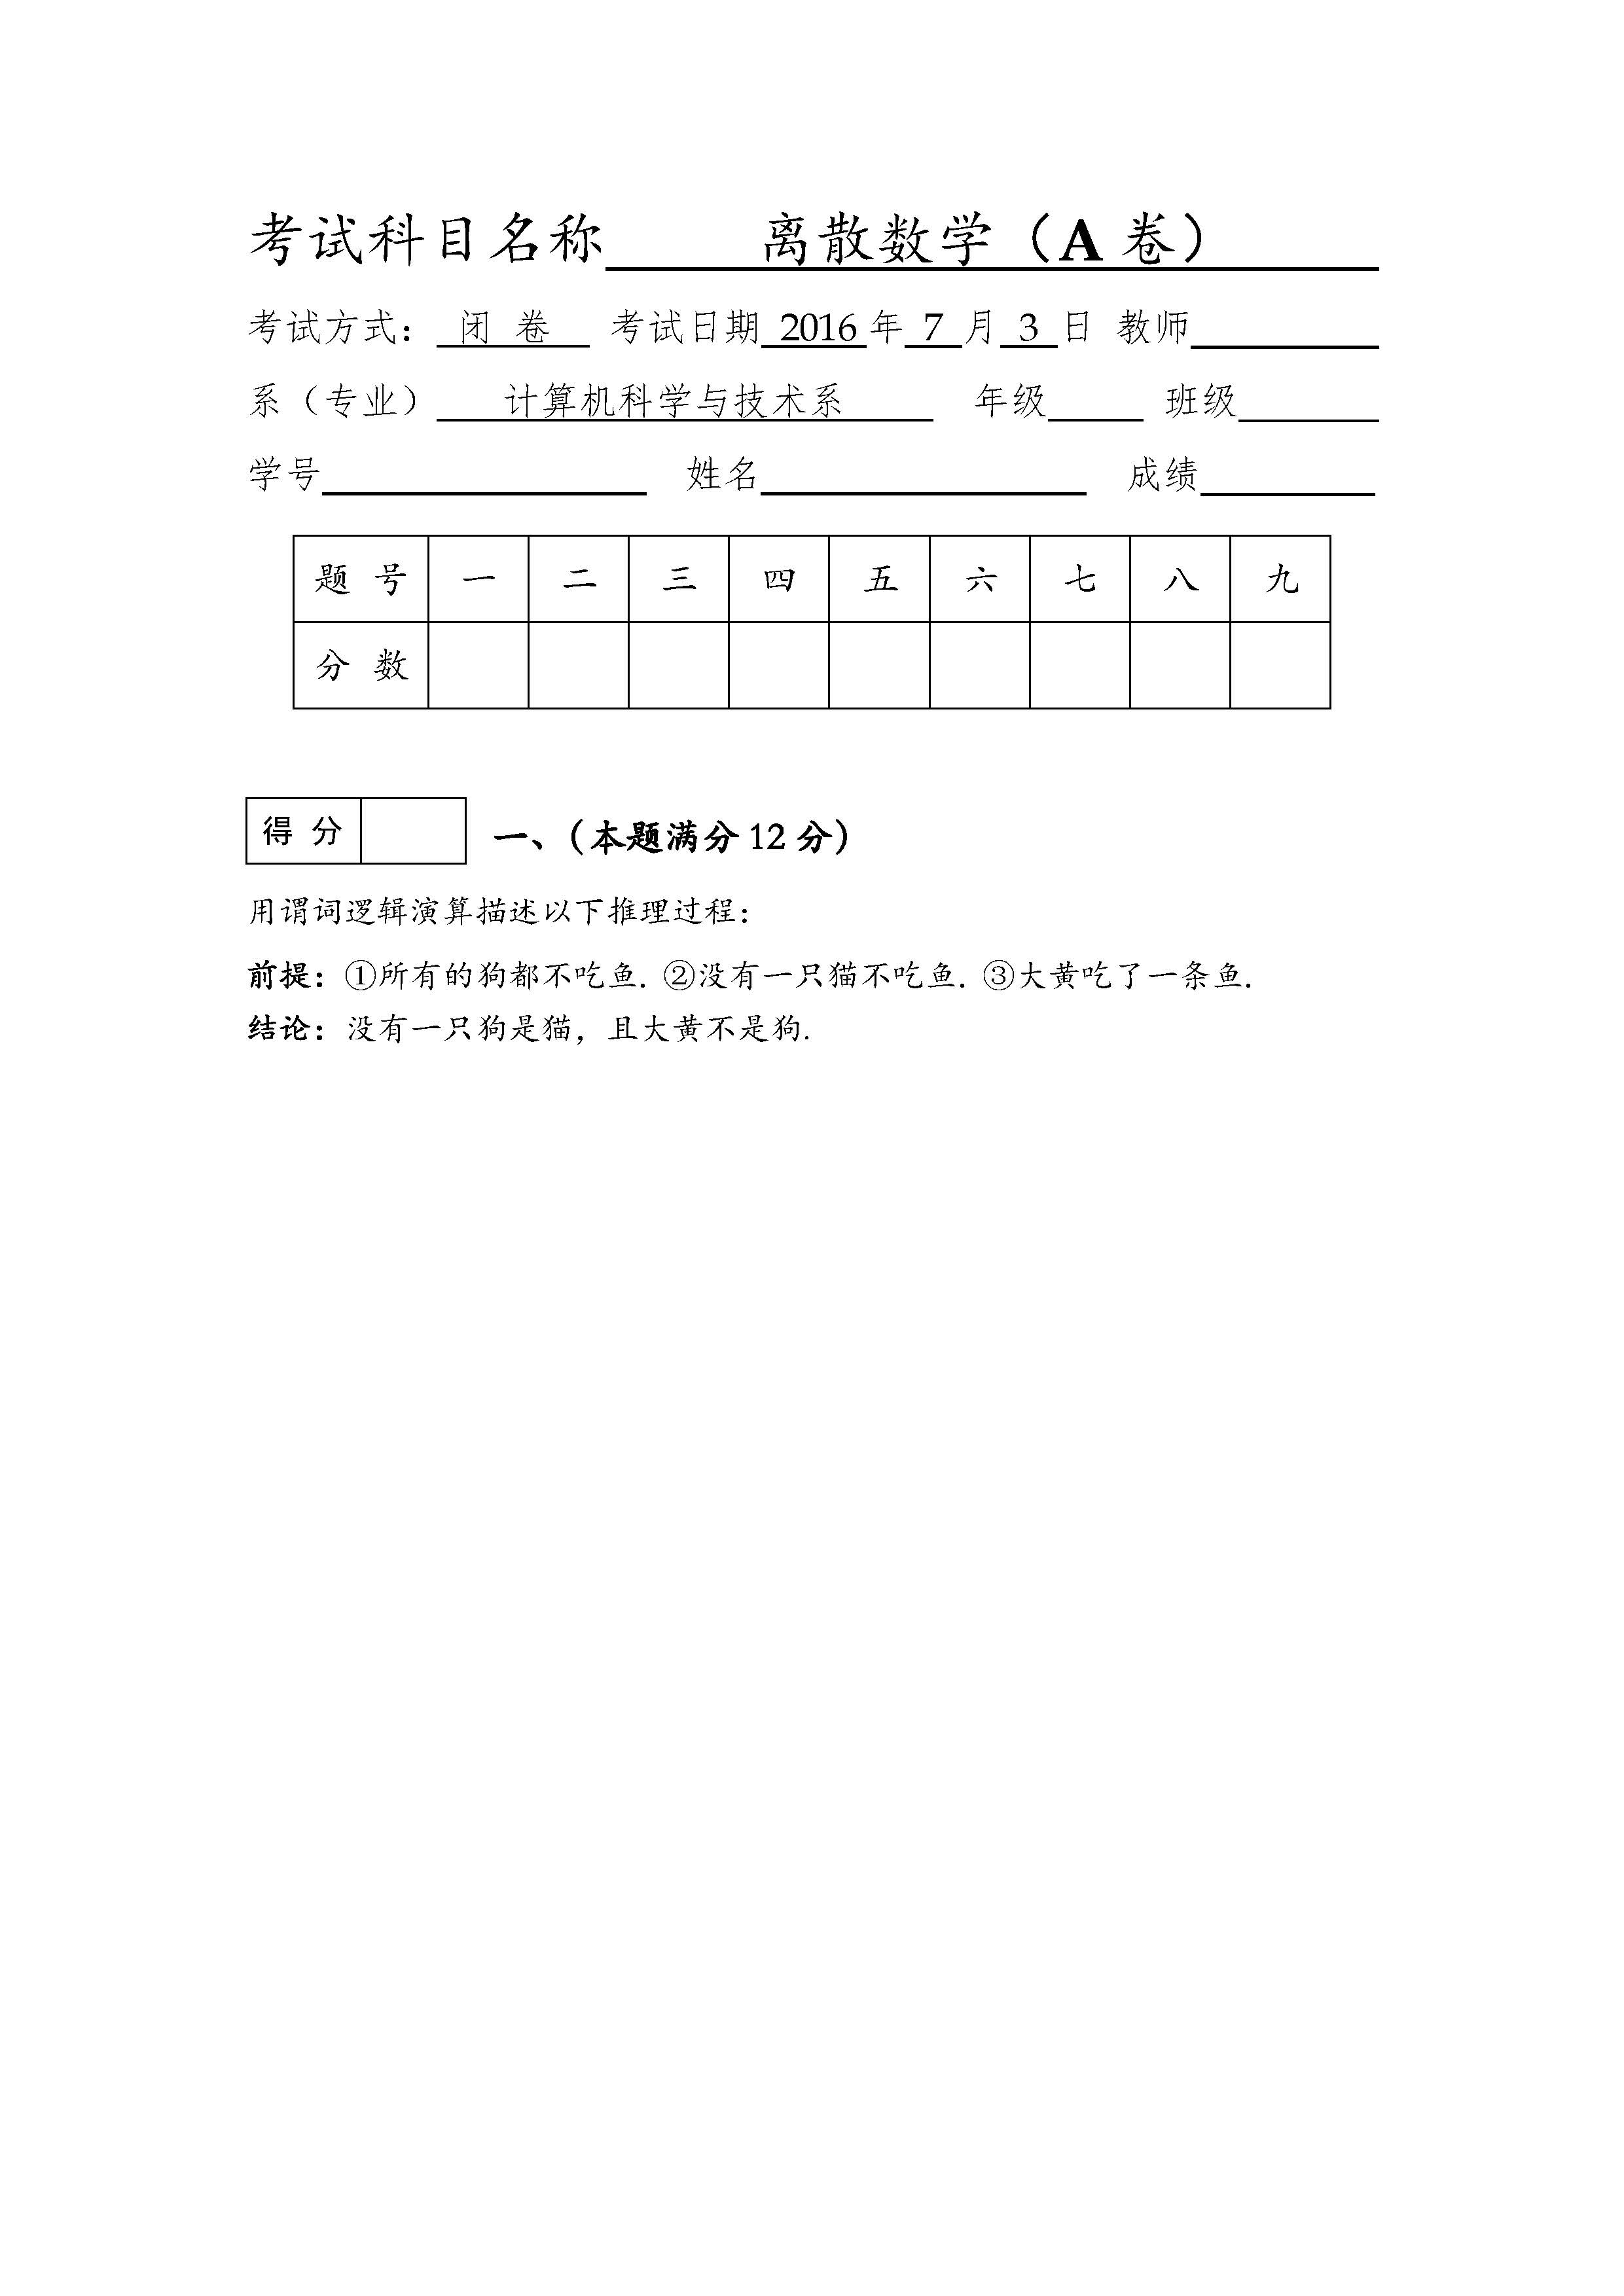 考试科目名称 离散数学（A 卷）
考试方式： 闭 卷 考试日期 2016 年 7 月 3 日 教师
系（专业） 计算机科学与技术系 年级 班级
学号 姓名 成绩
题 号 一 二 三 四 五 六 七 八 九
分 数
得 分 一、（本题满分 12 分）
用谓词逻辑演算描述以下推理过程：
前提：①所有的狗都不吃鱼. ②没有一只猫不吃鱼. ③大黄吃了一条鱼.
结论：没有一只狗是猫，且大黄不是狗.